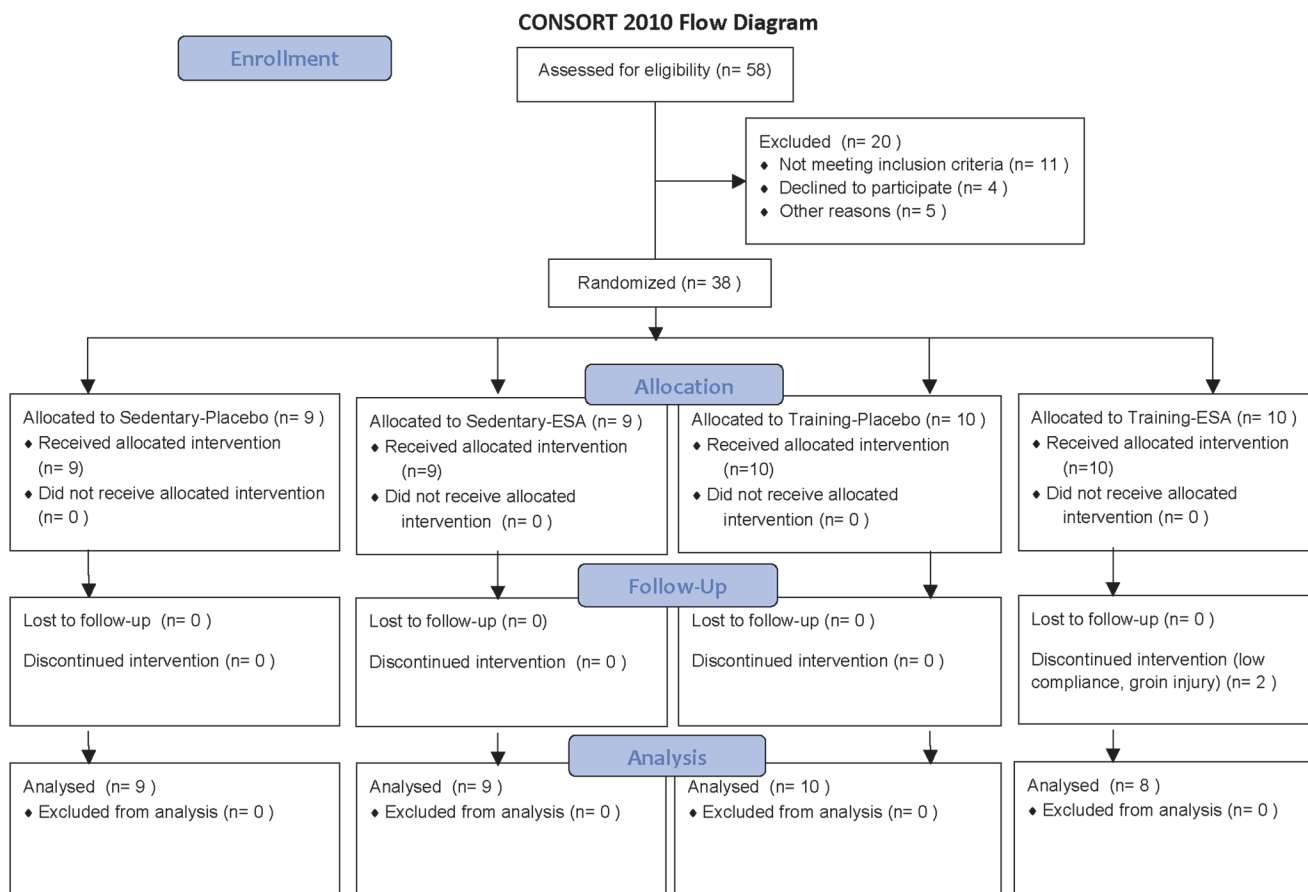 CONSORT 2010 Flow Diagram
Enrollment
Assessed for eligibility (n= 58)
Excluded (n= 20)
♦ Not meeting inclusion criteria (n= 11 )
♦ Declined to participate (n= 4 )
♦ Other reasons (n= 5 )
Randomized (n= 38 )
Allocation
Allocated to Sedentary-Placebo (n= 9 )
♦ Received allocated intervention
(n= 9)
♦ Did not receive allocated intervention
(n= 0 )
Allocated to Sedentary-ESA (n= 9 )
♦ Received allocated intervention
(n=9)
♦ Did not receive allocated
intervention (n= 0 )
Allocated to Training-Placebo (n= 10 )
♦ Received allocated intervention
(n=10)
♦ Did not receive allocated
intervention (n= 0 )
Allocated to Training-ESA (n= 10 )
♦ Received allocated intervention
(n=10)
♦ Did not receive allocated
intervention (n= 0 )
Follow-Up
Lost to follow-up (n= 0 )
Discontinued intervention (n= 0 )
Lost to follow-up (n= 0)
Discontinued intervention (n= 0 )
Lost to follow-up (n= 0 )
Discontinued intervention (n= 0 )
Lost to follow-up (n= 0 )
Discontinued intervention (low
compliance, groin injury) (n= 2 )
Analysis
Analysed (n= 9 )
♦ Excluded from analysis (n= 0 )
Analysed (n= 9 )
♦ Excluded from analysis (n= 0 )
Analysed (n= 10 )
♦ Excluded from analysis (n= 0 )
Analysed (n= 8 )
♦ Excluded from analysis (n= 0 )